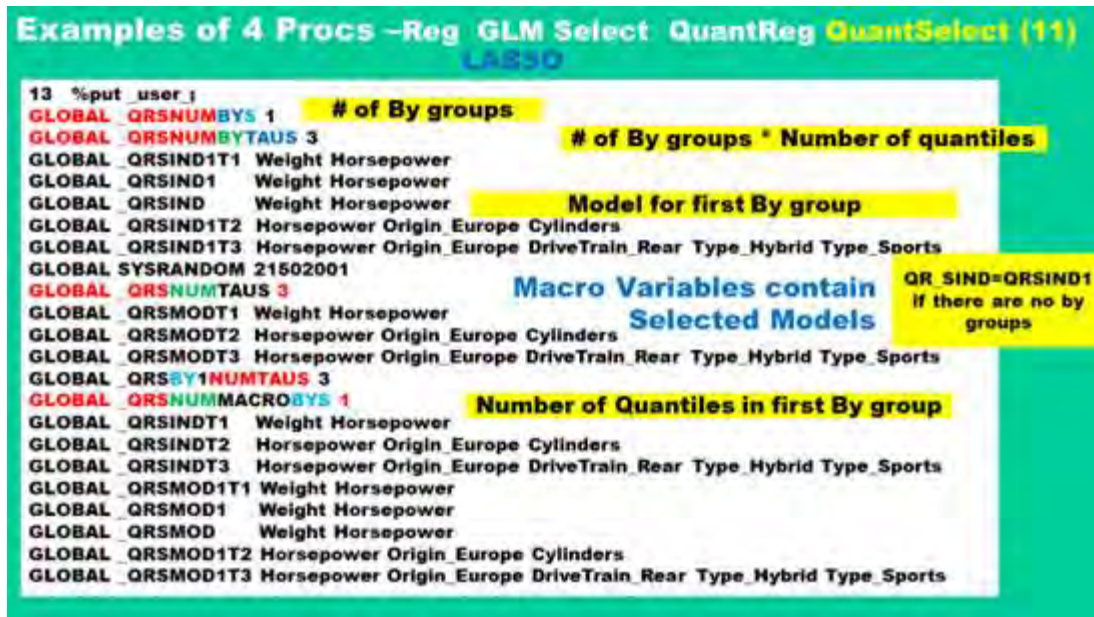 Examples of 4 Procs –Reg GLM Select QuantReg QuantSelect (11)
LASSO
13 %put _user_;
GLOBAL _QRSNUMBYS 1
# of By groups
GLOBAL _QRSNUMBYTAUS 3
# of By groups * Number of quantiles
GLOBAL _QRSIND1T1 Weight Horsepower
GLOBAL _QRSIND1 Weight Horsepower
GLOBAL _QRSIND Weight Horsepower
Model for first By group
GLOBAL _QRSIND1T2 Horsepower Origin_Europe Cylinders
GLOBAL _QRSIND1T3 Horsepower Origin_Europe DriveTrain_Rear Type_Hybrid Type_Sports
GLOBAL SYSRANDOM 21502001
GLOBAL _QRSNUMTAUS 3
Macro Variables contain
Selected Models
QR_SIND=QRSIND1
if there are no by
groups
GLOBAL _QRSMODT1 Weight Horsepower
GLOBAL _QRSMODT2 Horsepower Origin_Europe Cylinders
GLOBAL _QRSMODT3 Horsepower Origin_Europe DriveTrain_Rear Type_Hybrid Type_Sports
GLOBAL _QRSBY1NUMTAUS 3
GLOBAL _QRSNUMMACROBYS 1
Number of Quantiles in first By group
GLOBAL _QRSINDT1 Weight Horsepower
GLOBAL _QRSINDT2 Horsepower Origin_Europe Cylinders
GLOBAL _QRSINDT3 Horsepower Origin_Europe DriveTrain_Rear Type_Hybrid Type_Sports
GLOBAL _QRSMOD1T1 Weight Horsepower
GLOBAL _QRSMOD1 Weight Horsepower
GLOBAL _QRSMOD Weight Horsepower
GLOBAL _QRSMOD1T2 Horsepower Origin_Europe Cylinders
GLOBAL _QRSMOD1T3 Horsepower Origin_Europe DriveTrain_Rear Type_Hybrid Type_Sports